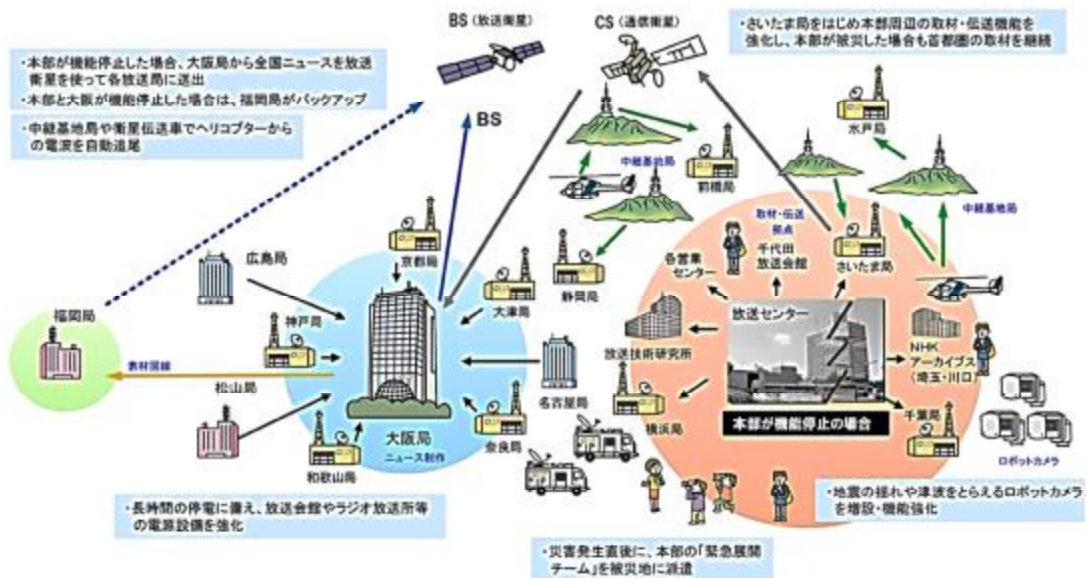 BS(放送衛星)
CS(通信衛星)
・さいたま局をはじめ本部周辺の取材・伝送機能を
強化し、本部が被災した場合も首都圏の取材を継続
・本部が機能停止した場合、大阪局から全国ニュースを放送
衛星を使って各放送局に送出
・本部と大阪が機能停止した場合は、福岡局がバックアップ
・中継基地局や衛星伝送車でヘリコプターから
の電波を自動追尾
BS
水戸局
中継基地局
前橋局
中継基地局
取材・伝送
拠点
京都局
千代田
放送会館
さいたま局
各営業
センター
広島局
静岡局
大津局
放送センター
福岡局
神戸局
放送技術研究所
NHK
アーカイブス
(埼玉・川口)
素材回線
松山局
名古屋局
横浜局
千葉局
本部が機能停止の場合
大阪局
ニュース制作
奈良局
ロボットカメラ
和歌山局
・長時間の停電に備え、放送会館やラジオ放送所等
の電源設備を強化
・地震の揺れや津波をとらえるロボットカメラ
を増設・機能強化
・災害発生直後に、本部の「緊急展開
チーム」を被災地に派遣